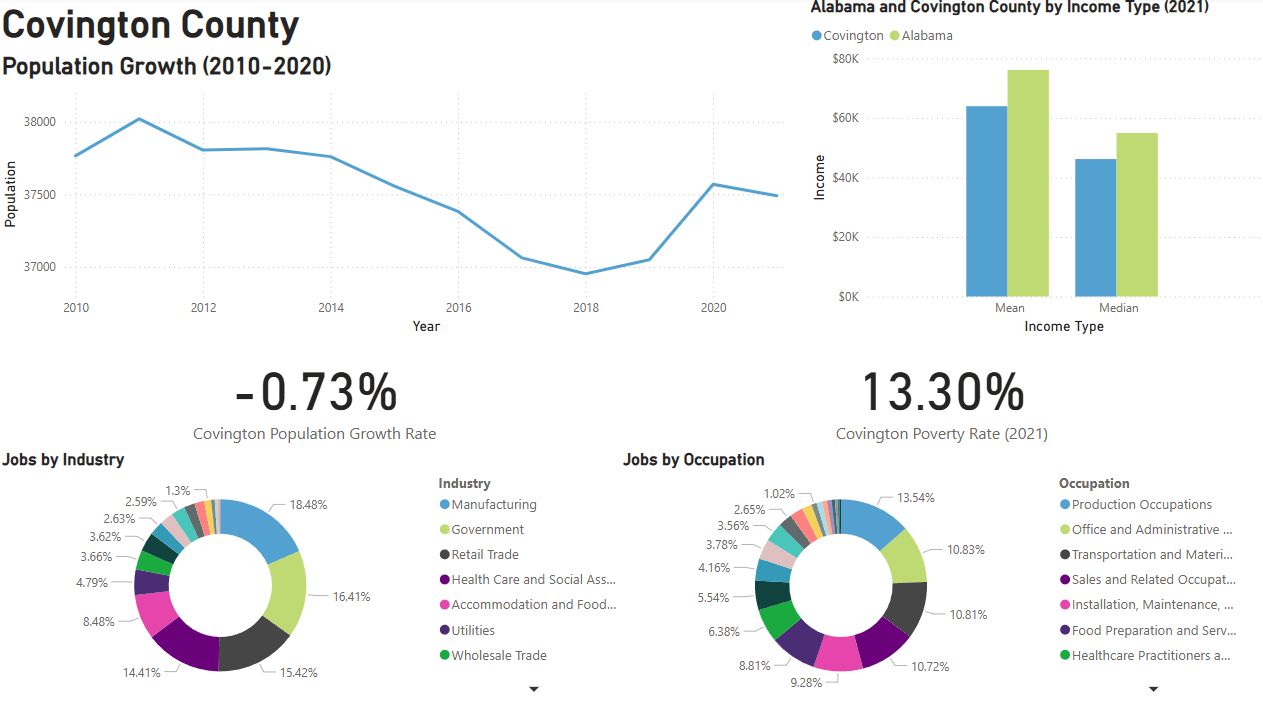 Covington County
Population Growth (2010-2020)
38000
37500
37000
Population
2010 2012 2014 2016 2018 2020
Year
Alabama and Covington County by Income Type (2021)
Covington Alabama
$80K
$60K
$40K
$20K
$0K
Income
Mean Median
Income Type
-0.73%
Covington Population Growth Rate
13.30%
Covington Poverty Rate (2021)
Jobs by Industry
18.48%
16.41%
15.42%
14.41%
8.48%
4.79%
3.66%
3.62%
2.63%
2.59%
1.3%
Industry
Manufacturing
Government
Retail Trade
Health Care and Social Ass...
Accommodation and Food...
Utilities
Wholesale Trade
Jobs by Occupation
13.54%
10.83%
10.81%
10.72%
9.28%
8.81%
6.38%
5.54%
4.16%
3.78%
3.56%
2.65%
1.02%
Occupation
Production Occupations
Office and Administrative ...
Transportation and Materi...
Sales and Related Occupat...
Installation, Maintenance, ...
Food Preparation and Serv...
Healthcare Practitioners a...